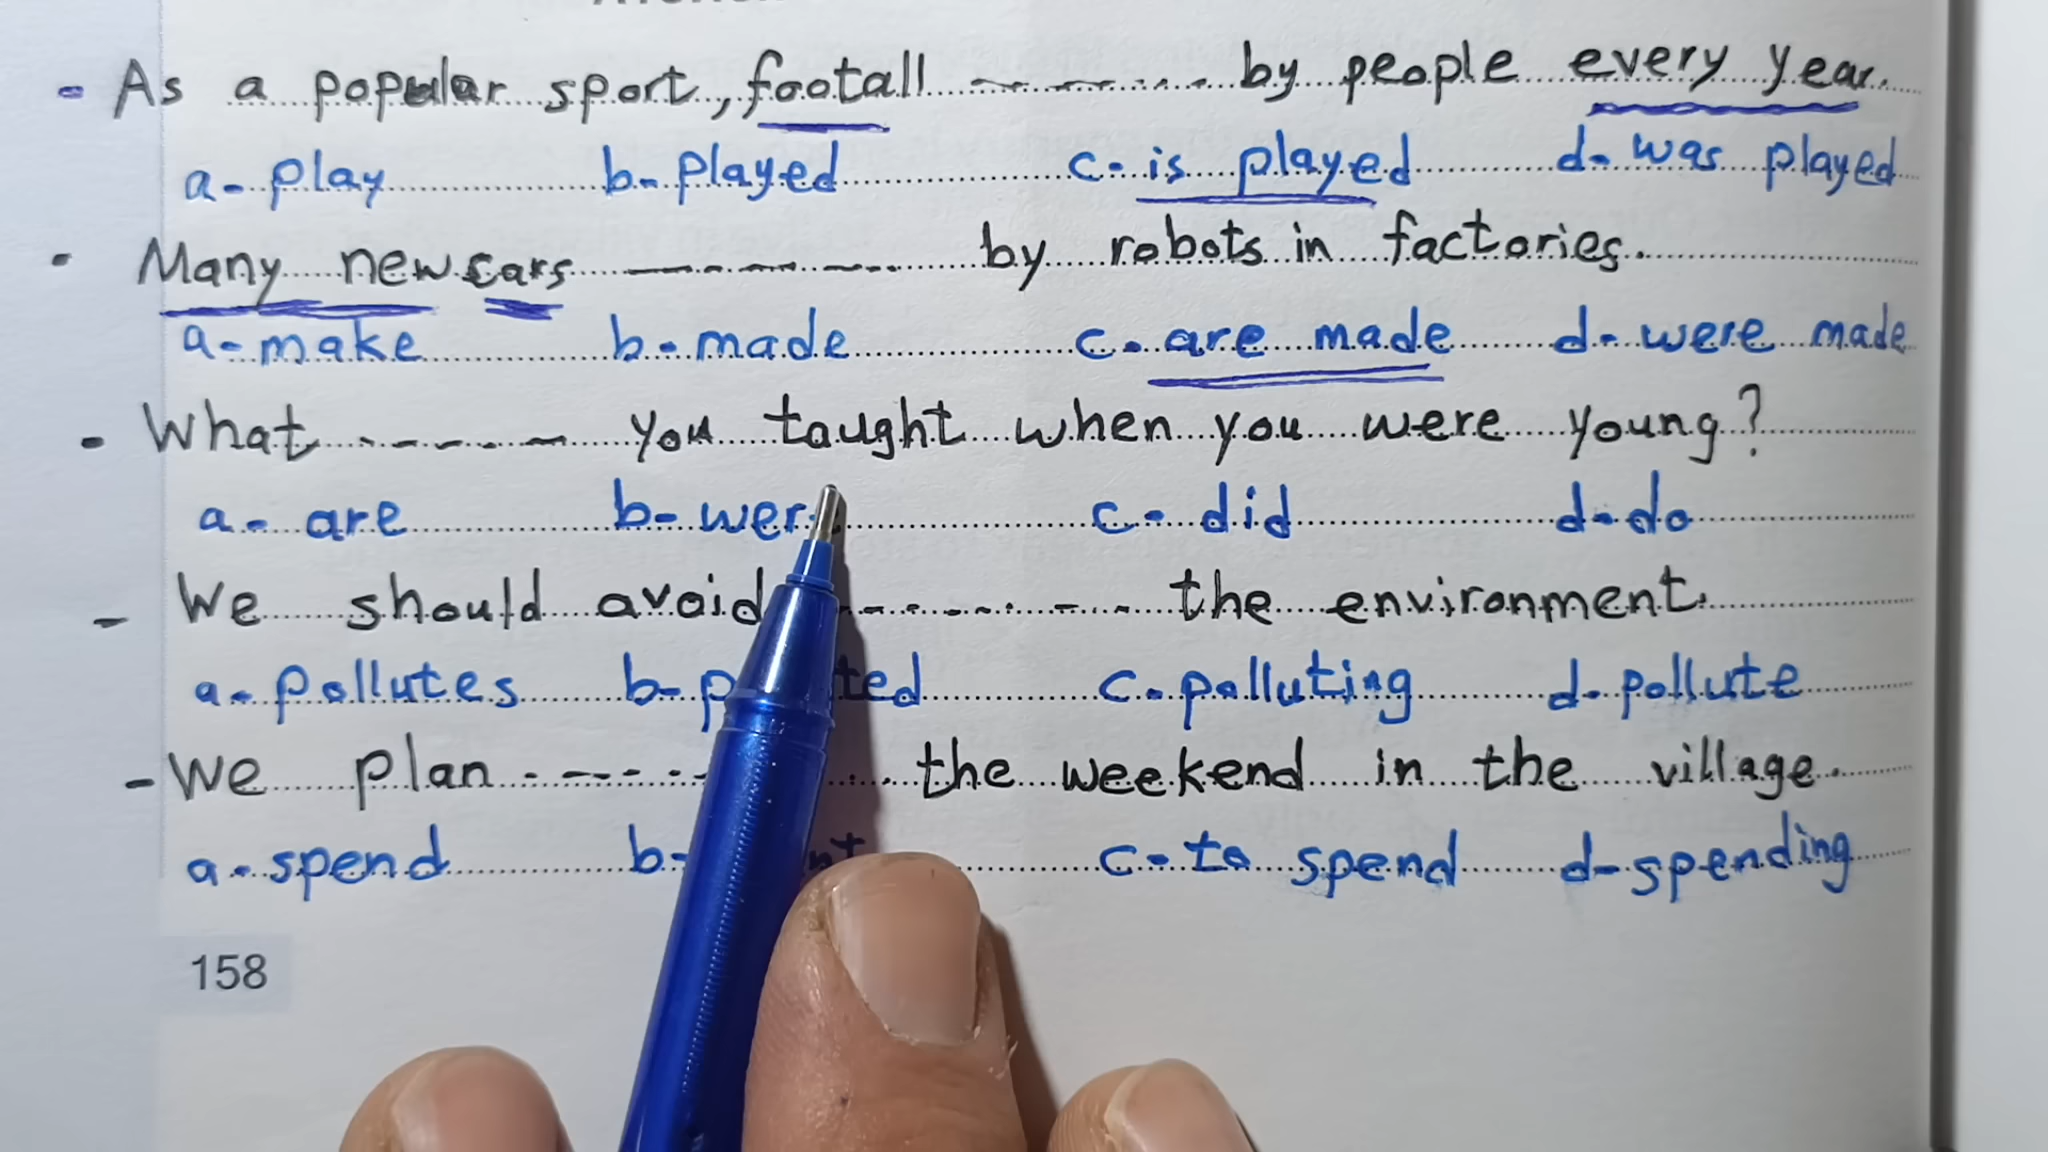 - As a popular sport, footall ---------- by people every year.
a- play b- played c- is played d- was played
- Many new cars ---------- by robots in factories.
a- make b- made c- are made d- were made
- What ------ you taught when you were young?
a- are b- wer c- did d- do
- We should avoid ---------- the environment.
a- pollutes b- c- polluting d- pollute
- We plan ---------- the weekend in the village.
a- spend b- c- to spend d- spending
158